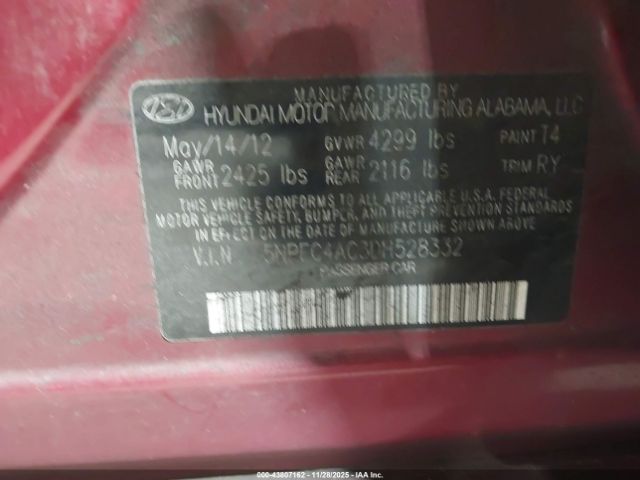 MANUFACTURED BY
HYUNDAI MOTOR MANUFACTURING ALABAMA, LLC
May/14/12 GVWR 4299 lbs PAINT T4
GAWR FRONT 2425 lbs GAWR REAR 2116 lbs TRIM RY
THIS VEHICLE CONFORMS TO ALL APPLICABLE U.S.A. FEDERAL
MOTOR VEHICLE SAFETY, BUMPER, AND THEFT PREVENTION STANDARDS
IN EFFECT ON THE DATE OF MANUFACTURE SHOWN ABOVE.
V.I.N 5NPEC4AC3DH528332
PASSENGER CAR
000-43807162 - 11/28/2025 - IAAI.COM